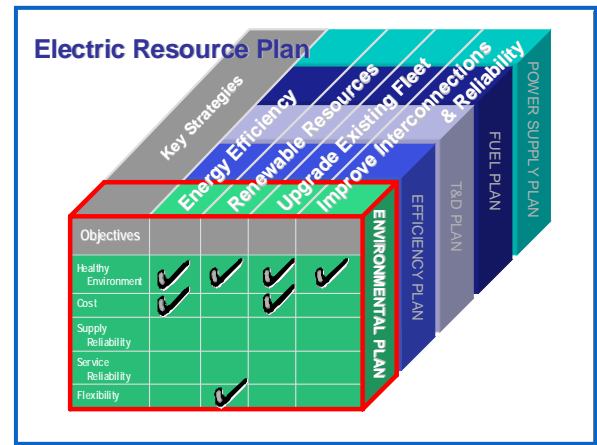 Electric Resource Plan
Key Strategies
Energy Efficiency
Renewable Resources
Upgrade Existing Fleet
Improve Interconnections
& Reliability
Objectives
Healthy
Environment
Cost
Supply
Reliability
Service
Reliability
Flexibility
ENVIRONMENTAL PLAN
EFFICIENCY PLAN
T&D PLAN
FUEL PLAN
POWER SUPPLY PLAN